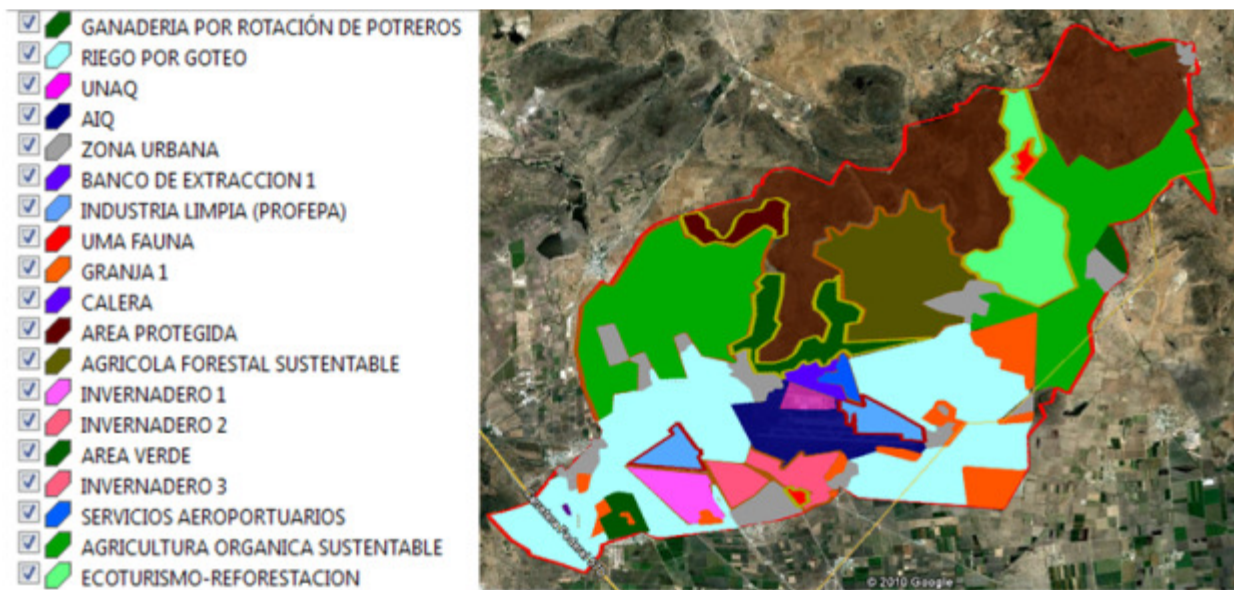 GANADERIA POR ROTACIÓN DE POTREROS
RIEGO POR GOTEO
UNAQ
AIQ
ZONA URBANA
BANCO DE EXTRACCION 1
INDUSTRIA LIMPIA (PROFEPA)
UMA FAUNA
GRANJA 1
CALERA
AREA PROTEGIDA
AGRICOLA FORESTAL SUSTENTABLE
INVERNADERO 1
INVERNADERO 2
AREA VERDE
INVERNADERO 3
SERVICIOS AEROPORTUARIOS
AGRICULTURA ORGANICA SUSTENTABLE
ECOTURISMO-REFORESTACION
© 2010 Google